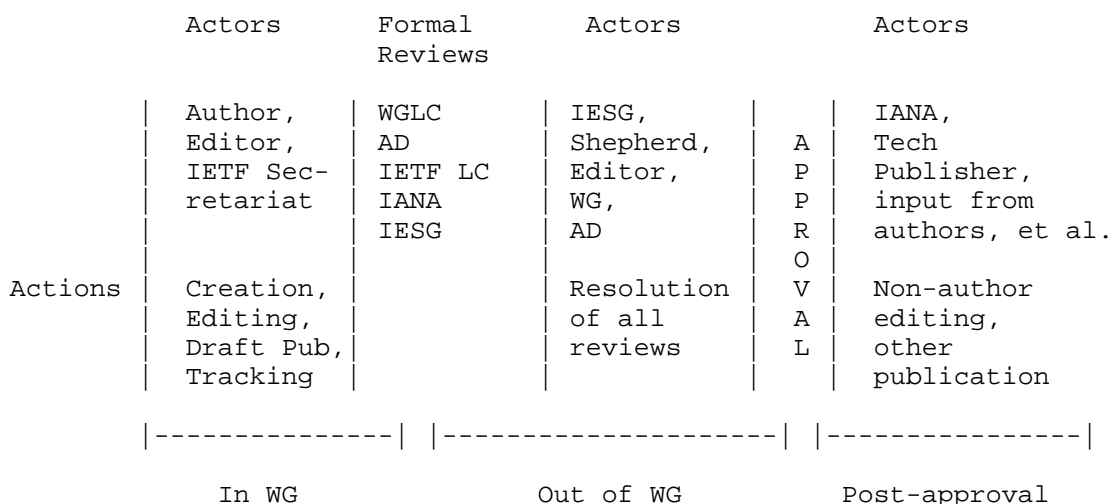 Actors      Formal       Actors            Actors
                        Reviews

         |  Author,    | WGLC      | IESG,      |   |  | IANA,
         |  Editor,    | AD        | Shepherd,  | A |  | Tech
         |  IETF Sec-  | IETF LC   | Editor,    | P |  | Publisher,
         |  retariat   | IANA      | WG,        | P |  | input from
         |             | IESG      | AD         | R |  | authors, et al.
         |             |           |            | O |
Actions  |  Creation,  |           | Resolution | V |  | Non-author
         |  Editing,   |           | of all     | A |  | editing,
         |  Draft Pub, |           | reviews    | L |  | other
         |  Tracking   |           |            |   |  | publication

         |---------------| |---------------------| |----------------|

              In WG                Out of WG          Post-approval